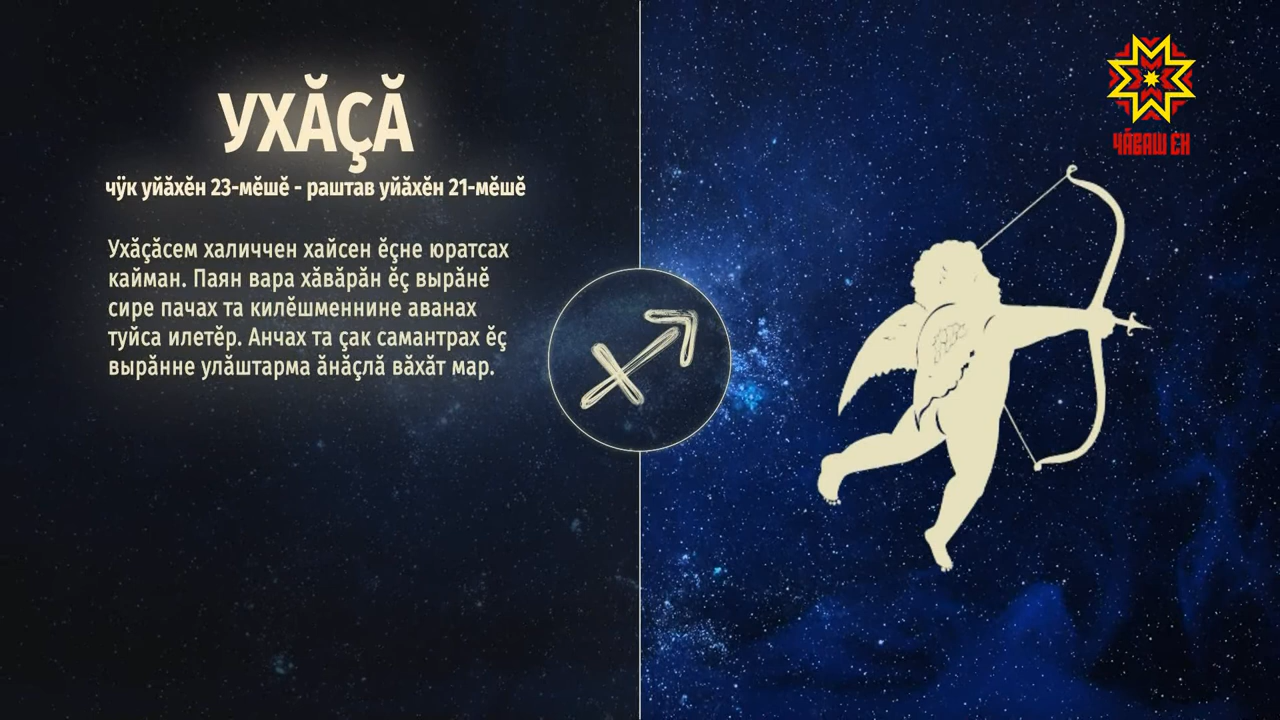 УХӐҪӐ
чӳк уйӑхӗн 23-мӗшӗ - раштав уйӑхӗн 21-мӗшӗ
Ухӑҫӑсем халиччен хайсен ӗҫне юратсах
кайман. Паян вара хӑвӑрӑн ӗҫ вырӑнӗ
сире пачах та килӗшменнине аванах
туйса илетӗр. Анчах та ҫак самантрах ӗҫ
вырӑнне улӑштарма ӑнӑҫлӑ вӑхӑт мар.
ЧӐВАШ ЕН